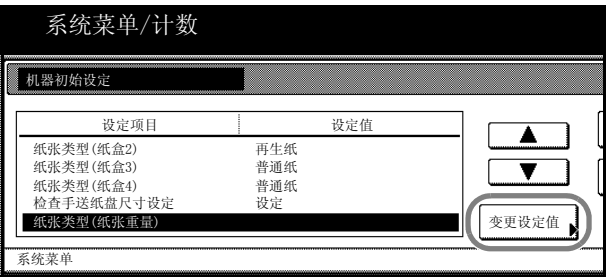 系统菜单/计数
机器初始设定
设定项目 设定值
纸张类型(纸盒2) 再生纸
纸张类型(纸盒3) 普通纸
纸张类型(纸盒4) 普通纸
检查手送纸盘尺寸设定 设定
纸张类型(纸张重量)
变更设定值
系统菜单